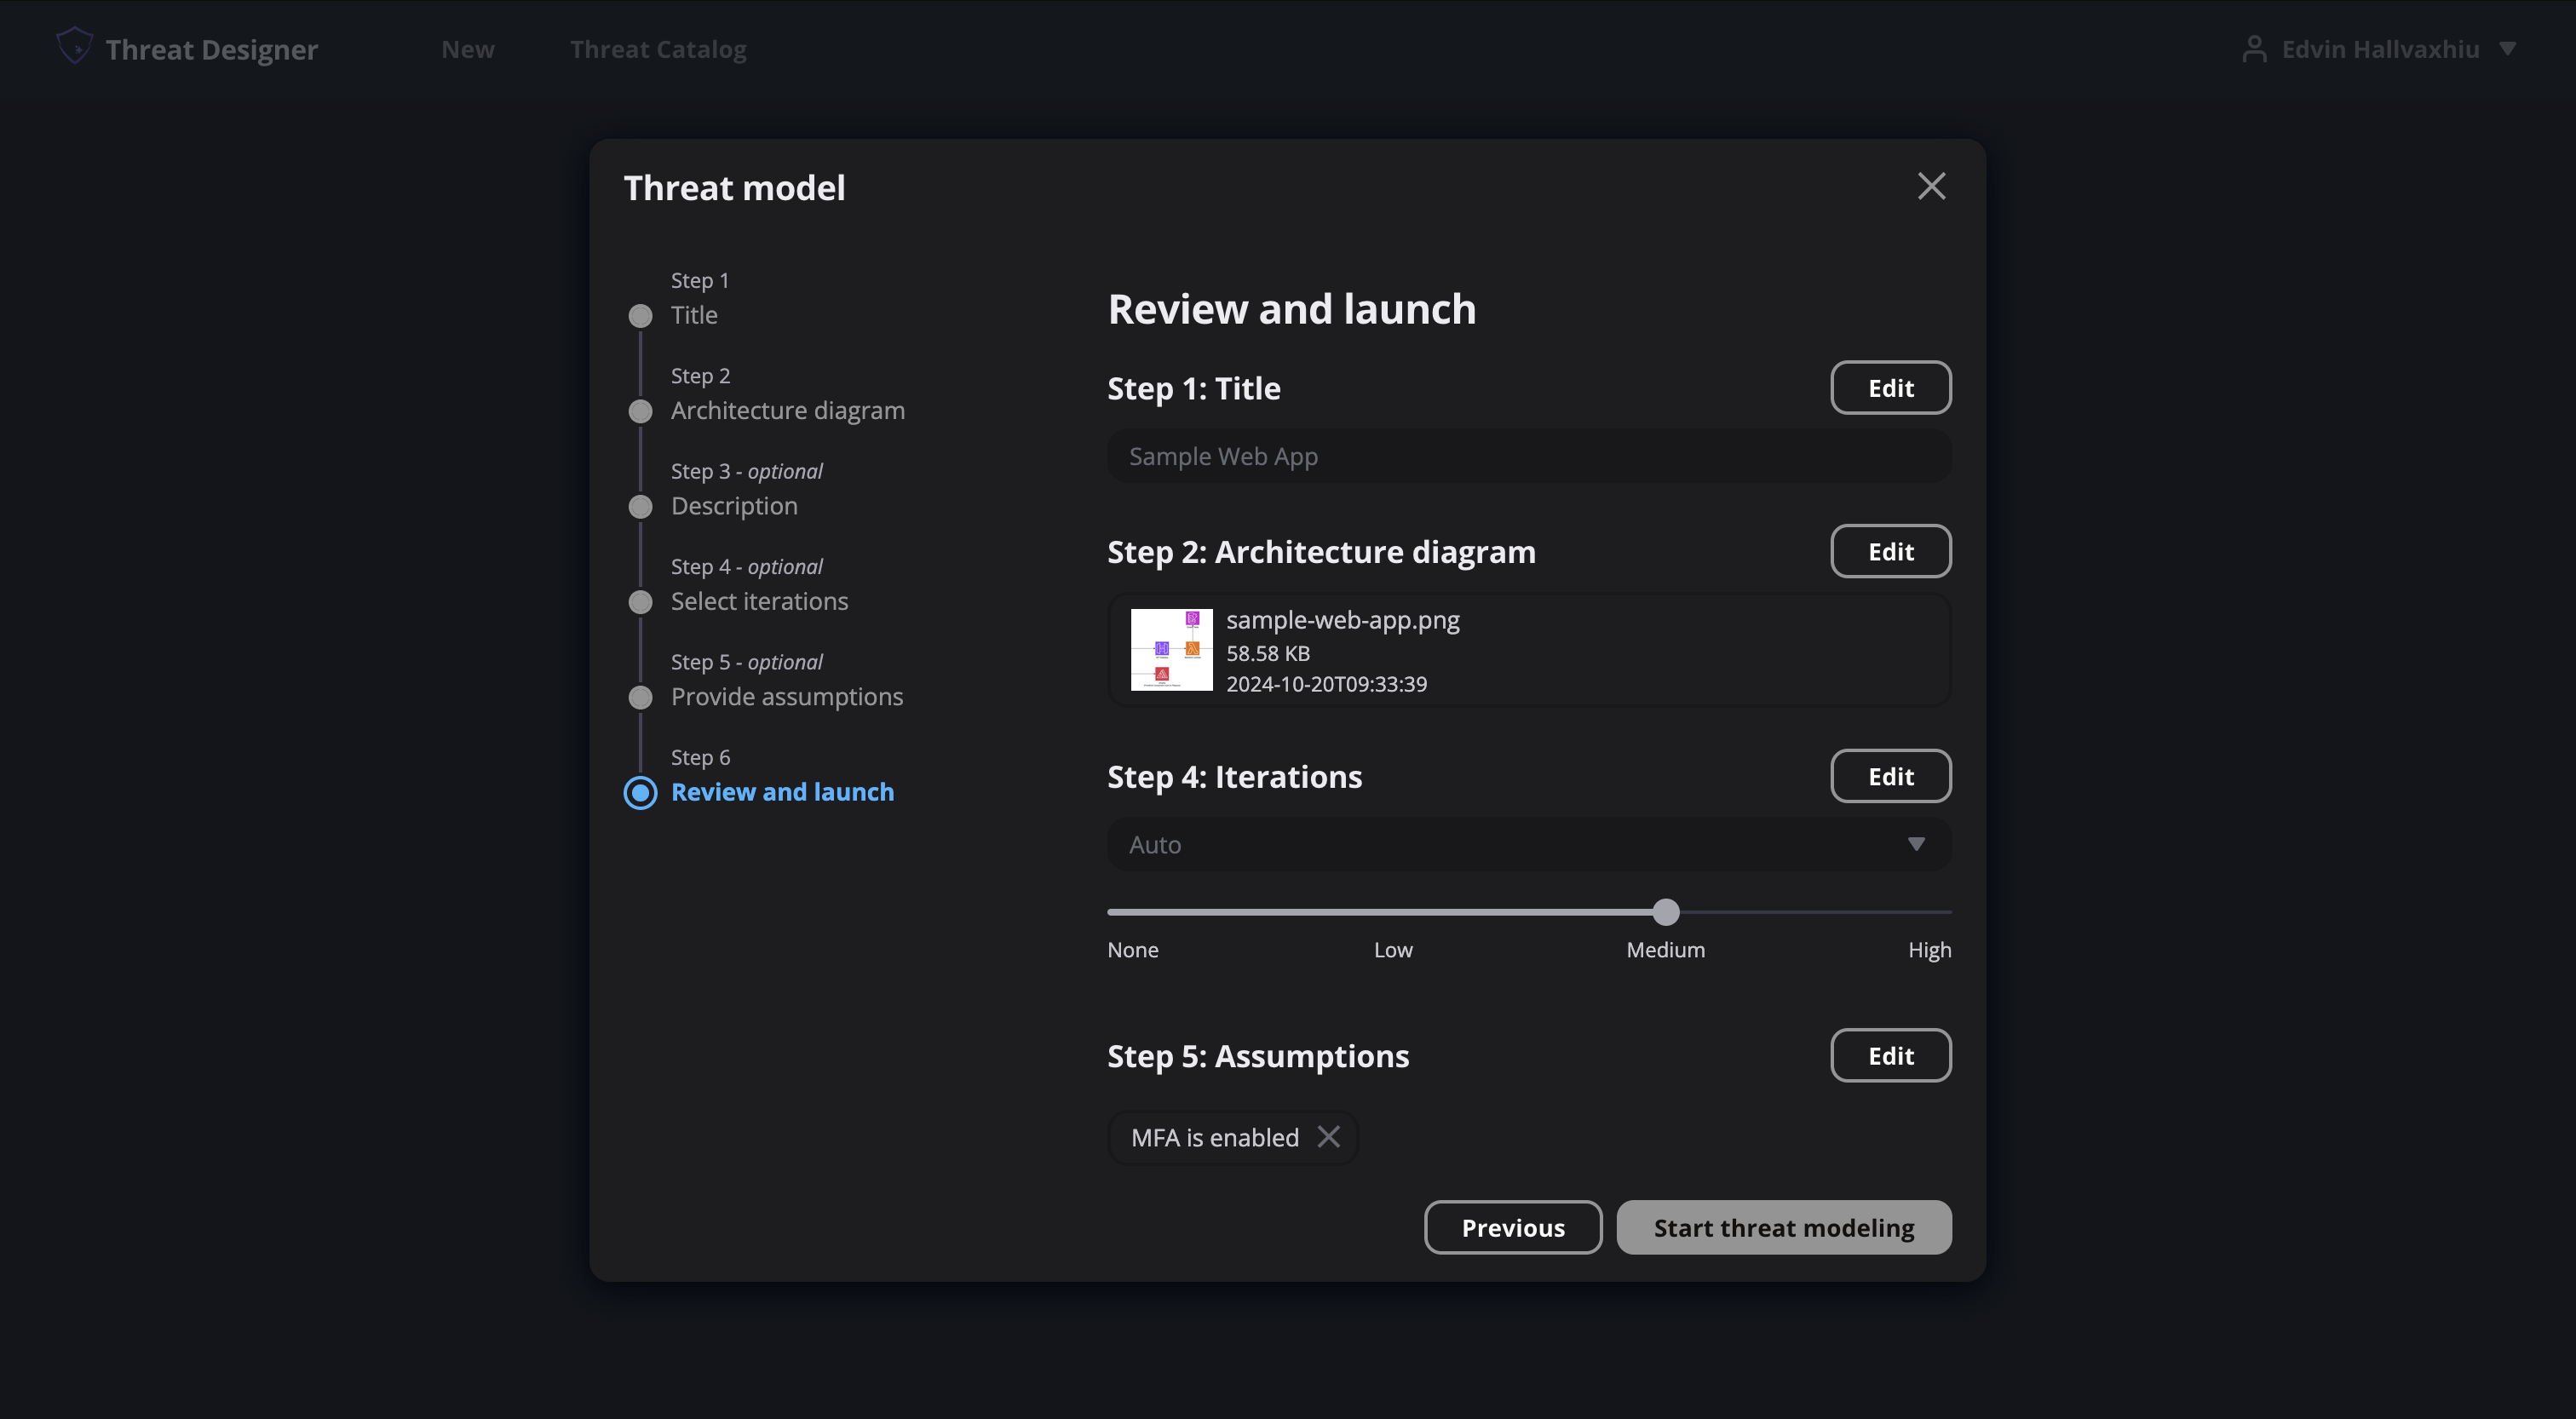 Threat Designer
New
Threat Catalog
Edvin Hallvaxhiu
Threat model
Step 1
Title
Step 2
Architecture diagram
Step 3 - optional
Description
Step 4 - optional
Select iterations
Step 5 - optional
Provide assumptions
Step 6
Review and launch
Review and launch
Step 1: Title
Edit
Sample Web App
Step 2: Architecture diagram
Edit
sample-web-app.png
58.58 KB
2024-10-20T09:33:39
Step 4: Iterations
Edit
Auto
None
Low
Medium
High
Step 5: Assumptions
Edit
MFA is enabled
Previous
Start threat modeling